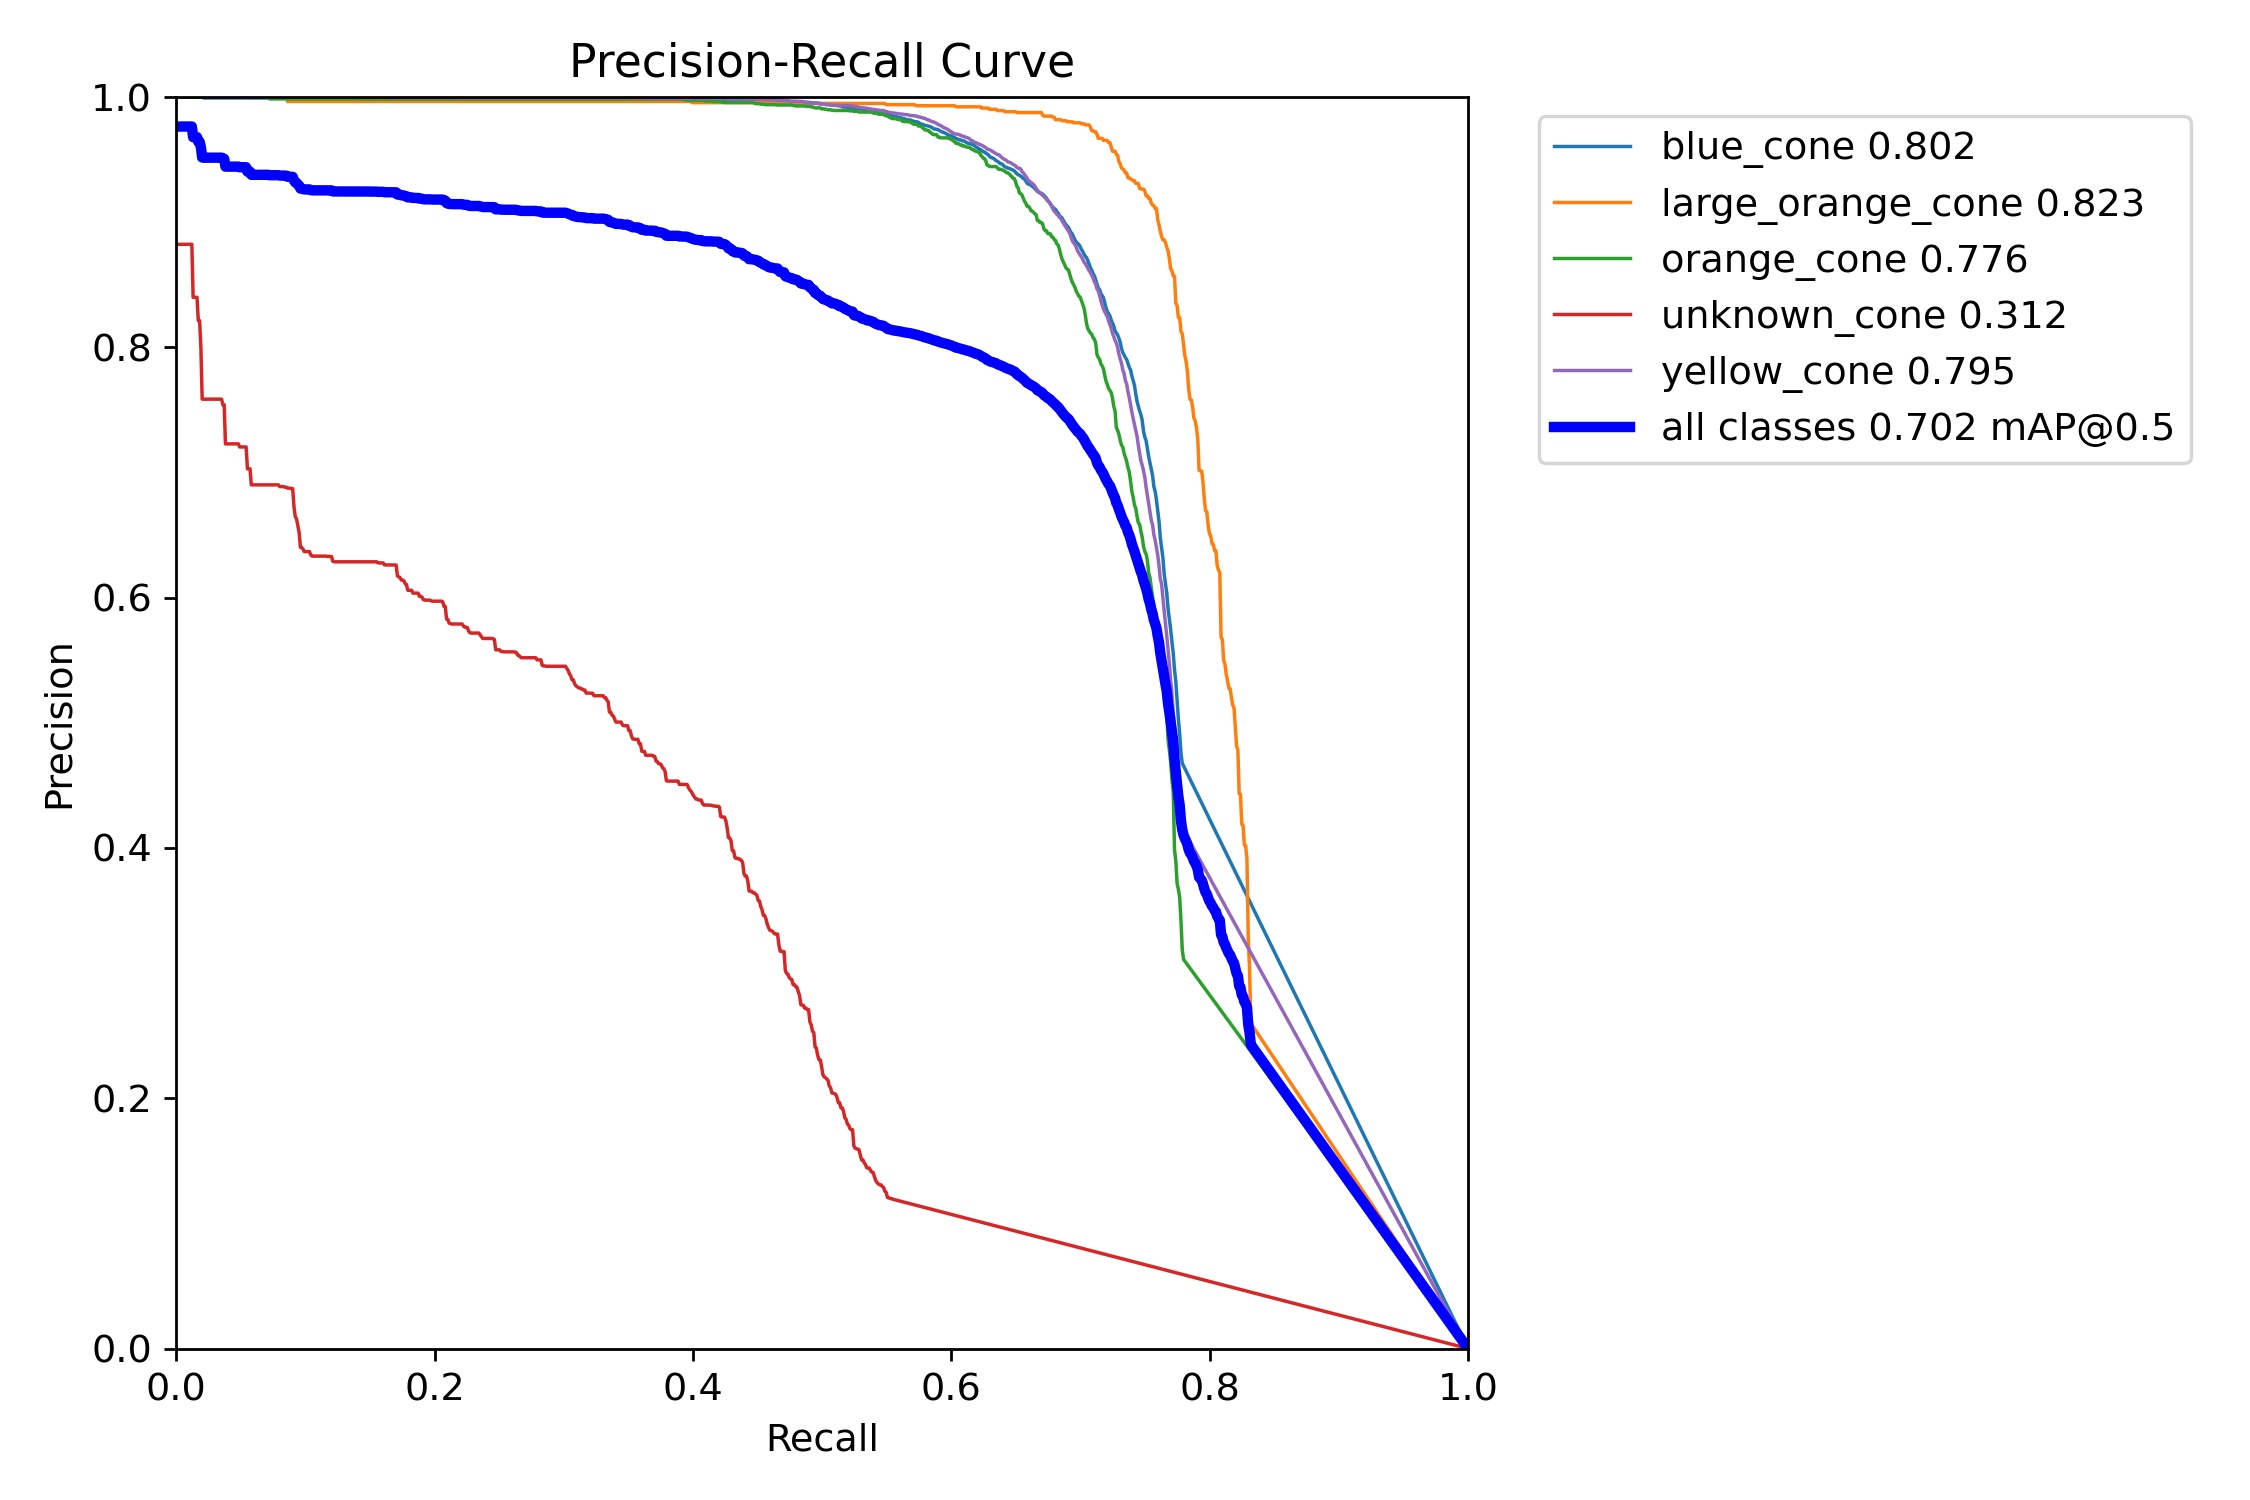 Precision-Recall Curve
1.0
0.8
0.6
0.4
0.2
0.0
Precision
0.0 0.2 0.4 0.6 0.8 1.0
Recall
blue_cone 0.802
large_orange_cone 0.823
orange_cone 0.776
unknown_cone 0.312
yellow_cone 0.795
all classes 0.702 mAP@0.5